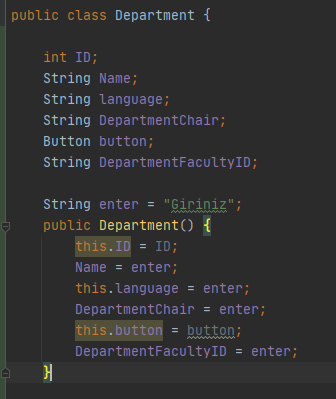 public class Department {
int ID;
String Name;
String language;
String DepartmentChair;
Button button;
String DepartmentFacultyID;
String enter = "Giriniz";
public Department() {
this.ID = ID;
Name = enter;
this.language = enter;
DepartmentChair = enter;
this.button = button;
DepartmentFacultyID = enter;
}